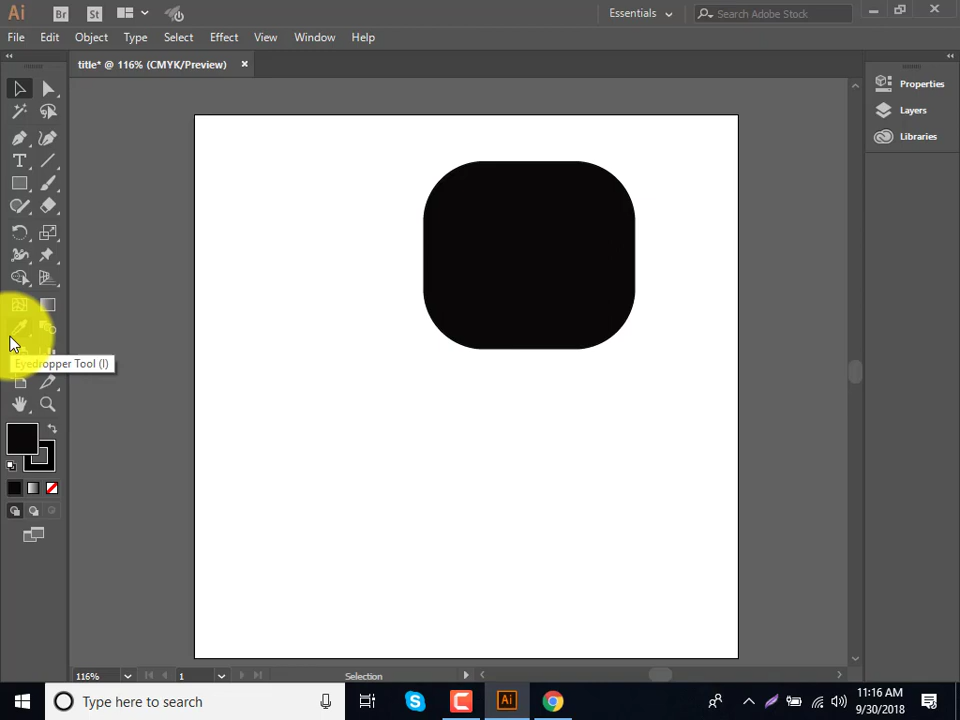 Ai Br St Essentials Search Adobe Stock
File Edit Object Type Select Effect View Window Help
title* @ 116% (CMYK/Preview)
Properties
Layers
Libraries
T
Eyedropper Tool (I)
116% 1 Selection
Type here to search
Ai
11:16 AM
9/30/2018